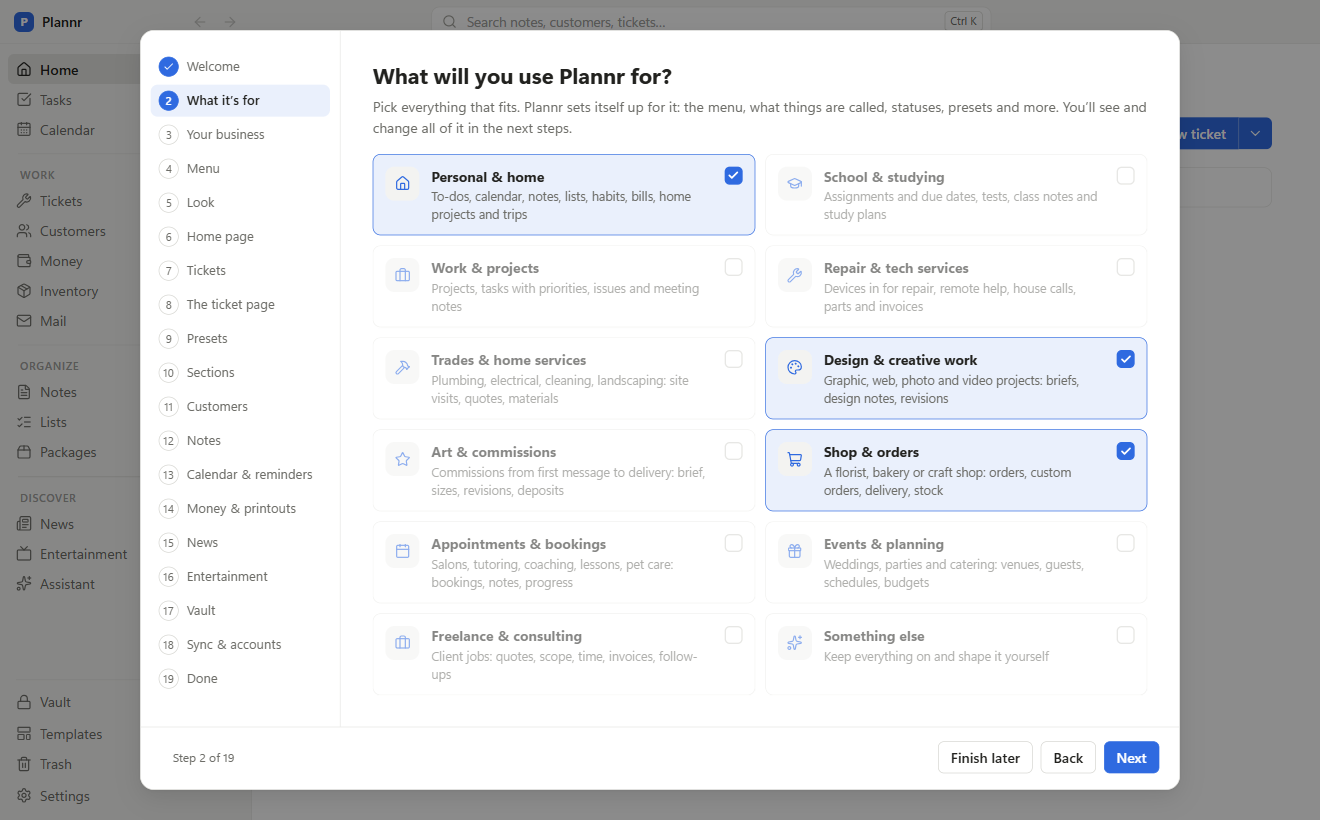 Plannr
Search notes, customers, tickets...
Ctrl K
Home
Tasks
Calendar
WORK
Tickets
Customers
Money
Inventory
Mail
ORGANIZE
Notes
Lists
Packages
DISCOVER
News
Entertainment
Assistant
Vault
Templates
Trash
Settings
w ticket
Welcome
2 What it's for
3 Your business
4 Menu
5 Look
6 Home page
7 Tickets
8 The ticket page
9 Presets
10 Sections
11 Customers
12 Notes
13 Calendar & reminders
14 Money & printouts
15 News
16 Entertainment
17 Vault
18 Sync & accounts
19 Done
What will you use Plannr for?
Pick everything that fits. Plannr sets itself up for it: the menu, what things are called, statuses, presets and more. You'll see and
change all of it in the next steps.
Personal & home
To-dos, calendar, notes, lists, habits, bills, home
projects and trips
School & studying
Assignments and due dates, tests, class notes and
study plans
Work & projects
Projects, tasks with priorities, issues and meeting
notes
Repair & tech services
Devices in for repair, remote help, house calls,
parts and invoices
Trades & home services
Plumbing, electrical, cleaning, landscaping: site
visits, quotes, materials
Design & creative work
Graphic, web, photo and video projects: briefs,
design notes, revisions
Art & commissions
Commissions from first message to delivery: brief,
sizes, revisions, deposits
Shop & orders
A florist, bakery or craft shop: orders, custom
orders, delivery, stock
Appointments & bookings
Salons, tutoring, coaching, lessons, pet care:
bookings, notes, progress
Events & planning
Weddings, parties and catering: venues, guests,
schedules, budgets
Freelance & consulting
Client jobs: quotes, scope, time, invoices, follow-
ups
Something else
Keep everything on and shape it yourself
Step 2 of 19
Finish later
Back
Next